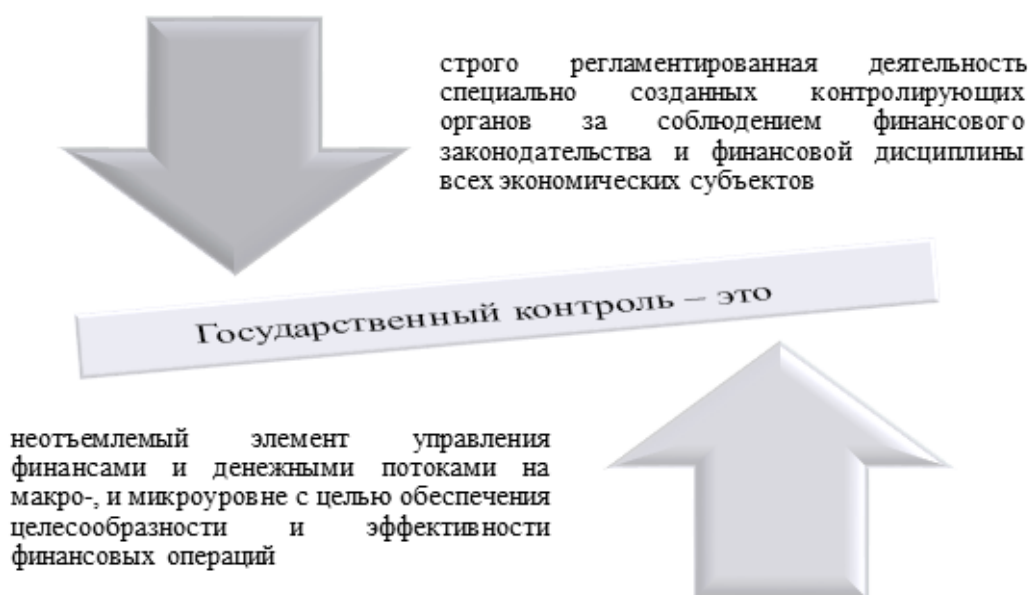 строго регламентированная деятельность
специально созданных контролирующих
органов за соблюдением финансового
законодательства и финансовой дисциплины
всех экономических субъектов
Государственный контроль – это
неотъемлемый элемент управления
финансами и денежными потоками на
макро-, и микроуровне с целью обеспечения
целесообразности и эффективности
финансовых операций